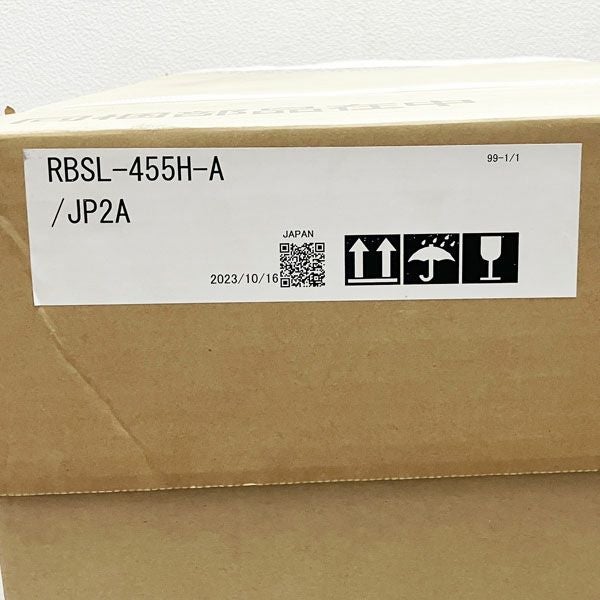 RBSL-455H-A
99-1/1
/JP2A
JAPAN
2023/10/16